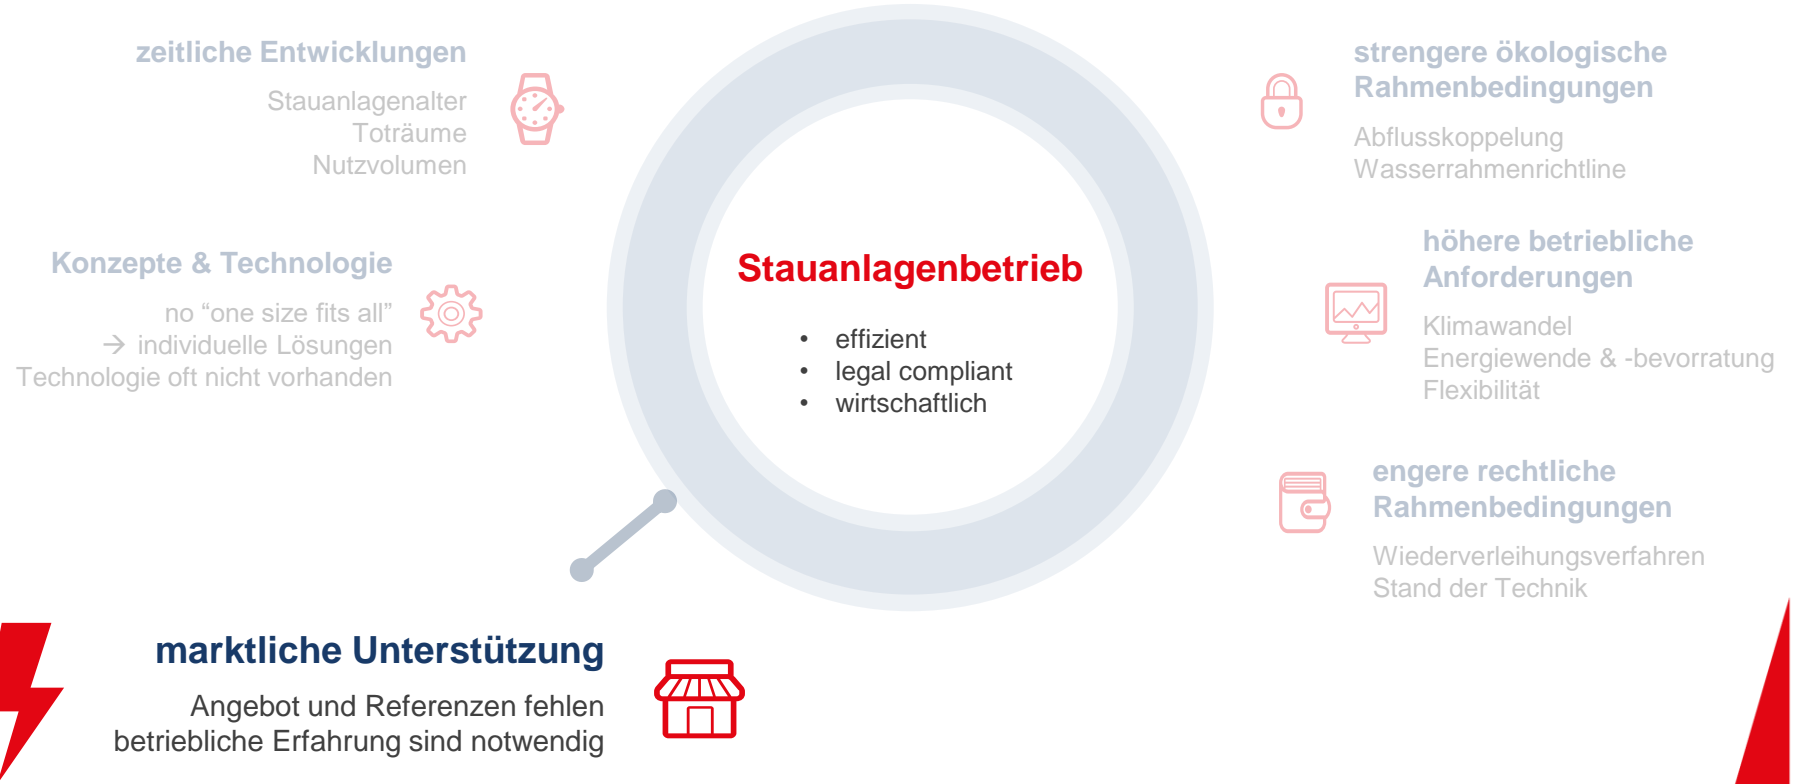 zeitliche Entwicklungen
Stauanlagenalter
Toträume
Nutzvolumen
Konzepte & Technologie
no “one size fits all”
→ individuelle Lösungen
Technologie oft nicht vorhanden
Stauanlagenbetrieb
• effizient
• legal compliant
• wirtschaftlich
strengere ökologische
Rahmenbedingungen
Abflusskoppelung
Wasserrahmenrichtline
höhere betriebliche
Anforderungen
Klimawandel
Energiewende & -bevorratung
Flexibilität
engere rechtliche
Rahmenbedingungen
Wiederverleihungsverfahren
Stand der Technik
marktliche Unterstützung
Angebot und Referenzen fehlen
betriebliche Erfahrung sind notwendig